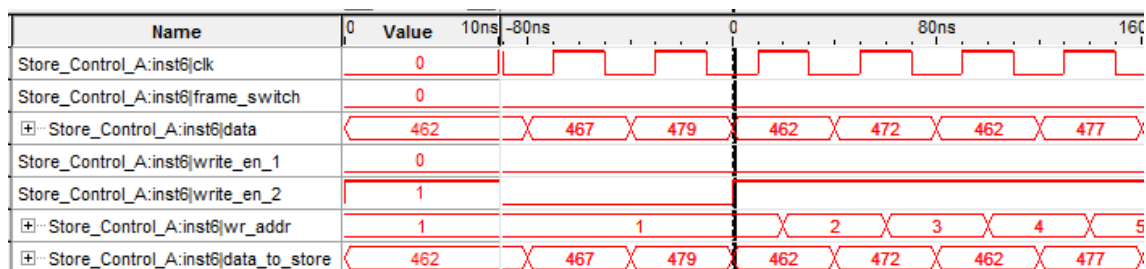 Name 0 Value 10ns -80ns 0 80ns 160
Store_Control_A:inst6|clk 0
Store_Control_A:inst6|frame_switch 0
Store_Control_A:inst6|data 462 467 479 462 472 462 477
Store_Control_A:inst6|write_en_1 0
Store_Control_A:inst6|write_en_2 1
Store_Control_A:inst6|wr_addr 1 1 2 3 4 5
Store_Control_A:inst6|data_to_store 462 467 479 462 472 462 477